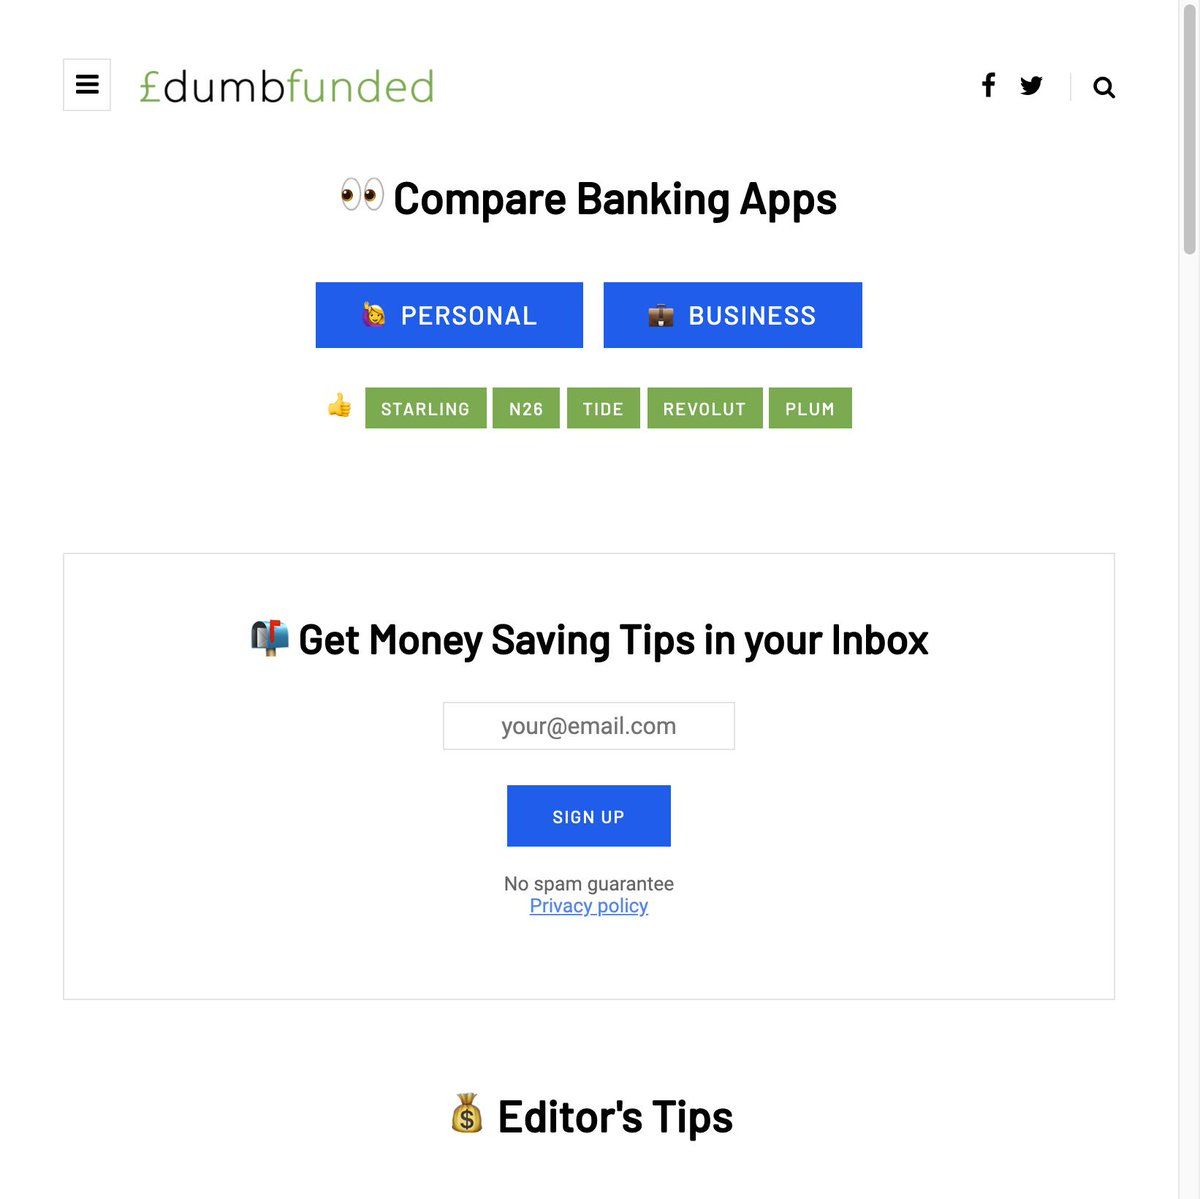 £dumbfunded
👀 Compare Banking Apps
🙋‍♀️ PERSONAL 💼 BUSINESS
👍 STARLING N26 TIDE REVOLUT PLUM
📬 Get Money Saving Tips in your Inbox
your@email.com
SIGN UP
No spam guarantee
Privacy policy
💰 Editor's Tips